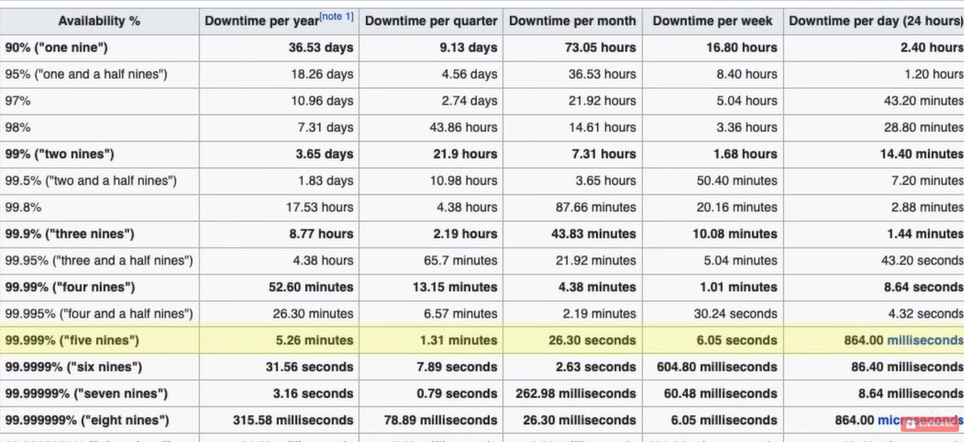 Availability % Downtime per year[note 1] Downtime per quarter Downtime per month Downtime per week Downtime per day (24 hours)
90% ("one nine") 36.53 days 9.13 days 73.05 hours 16.80 hours 2.40 hours
95% ("one and a half nines") 18.26 days 4.56 days 36.53 hours 8.40 hours 1.20 hours
97% 10.96 days 2.74 days 21.92 hours 5.04 hours 43.20 minutes
98% 7.31 days 43.86 hours 14.61 hours 3.36 hours 28.80 minutes
99% ("two nines") 3.65 days 21.9 hours 7.31 hours 1.68 hours 14.40 minutes
99.5% ("two and a half nines") 1.83 days 10.98 hours 3.65 hours 50.40 minutes 7.20 minutes
99.8% 17.53 hours 4.38 hours 87.66 minutes 20.16 minutes 2.88 minutes
99.9% ("three nines") 8.77 hours 2.19 hours 43.83 minutes 10.08 minutes 1.44 minutes
99.95% ("three and a half nines") 4.38 hours 65.7 minutes 21.92 minutes 5.04 minutes 43.20 seconds
99.99% ("four nines") 52.60 minutes 13.15 minutes 4.38 minutes 1.01 minutes 8.64 seconds
99.995% ("four and a half nines") 26.30 minutes 6.57 minutes 2.19 minutes 30.24 seconds 4.32 seconds
99.999% ("five nines") 5.26 minutes 1.31 minutes 26.30 seconds 6.05 seconds 864.00 milliseconds
99.9999% ("six nines") 31.56 seconds 7.89 seconds 2.63 seconds 604.80 milliseconds 86.40 milliseconds
99.99999% ("seven nines") 3.16 seconds 0.79 seconds 262.98 milliseconds 60.48 milliseconds 8.64 milliseconds
99.999999% ("eight nines") 315.58 milliseconds 78.89 milliseconds 26.30 milliseconds 6.05 milliseconds 864.00
SUBSCRIBE